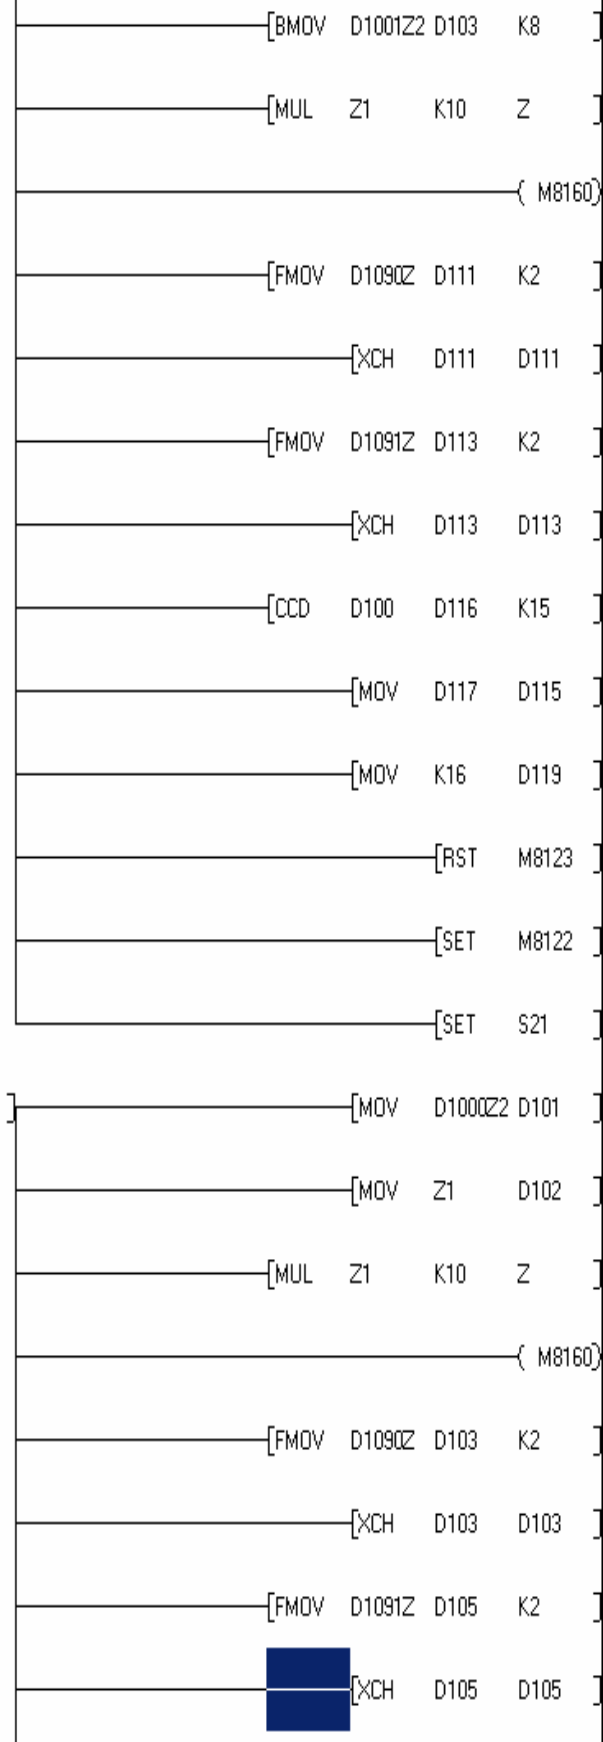 [BMOV D1001Z2 D103 K8 ]
[MUL Z1 K10 Z ]
( M8160)
[FMOV D1090Z D111 K2 ]
[XCH D111 D111 ]
[FMOV D1091Z D113 K2 ]
[XCH D113 D113 ]
[CCD D100 D116 K15 ]
[MOV D117 D115 ]
[MOV K16 D119 ]
[RST M8123 ]
[SET M8122 ]
[SET S21 ]
] [MOV D1000Z2 D101 ]
[MOV Z1 D102 ]
[MUL Z1 K10 Z ]
( M8160)
[FMOV D1090Z D103 K2 ]
[XCH D103 D103 ]
[FMOV D1091Z D105 K2 ]
[XCH D105 D105 ]